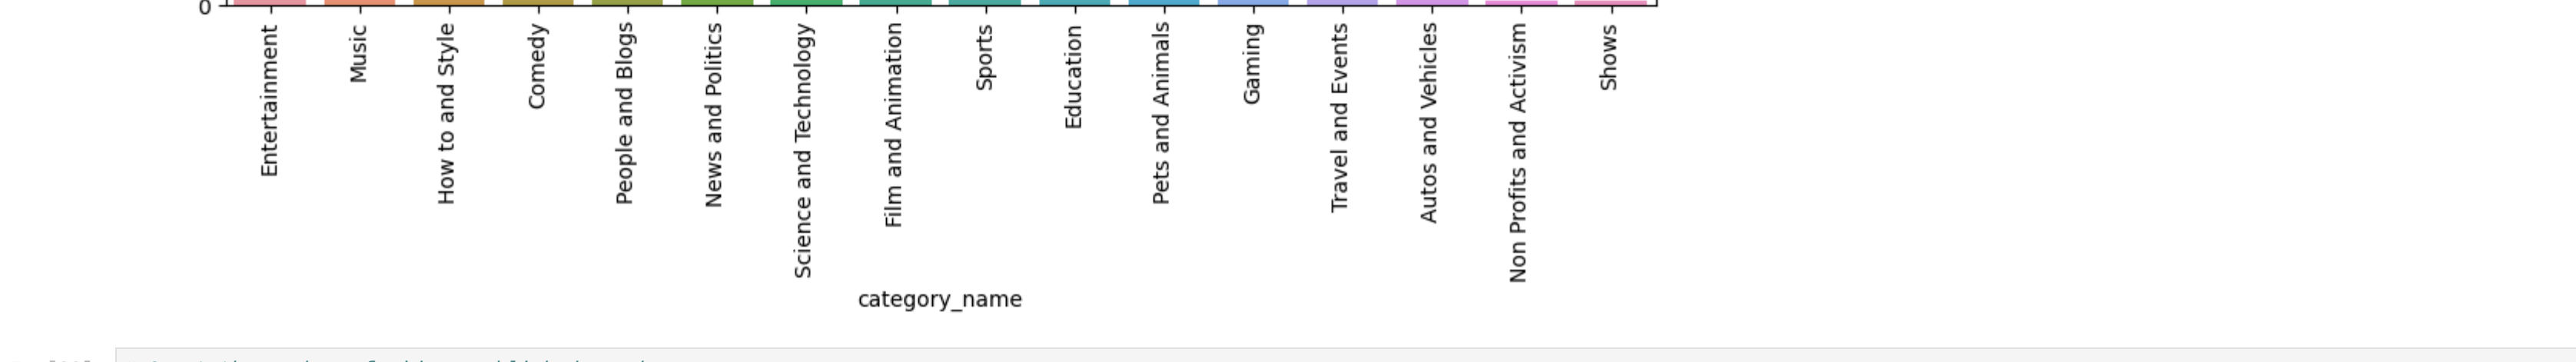 0
Entertainment
Music
How to and Style
Comedy
People and Blogs
News and Politics
Science and Technology
Film and Animation
Sports
Education
Pets and Animals
Gaming
Travel and Events
Autos and Vehicles
Non Profits and Activism
Shows
category_name